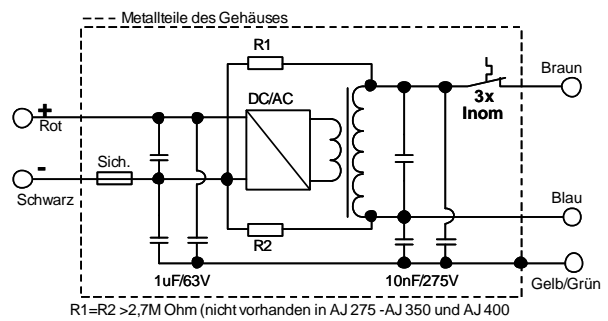 Metallteile des Gehäuses
R1
DC/AC
Braun
3x
Inom
+
Rot
Sich.
-
Schwarz
Blau
R2
1uF/63V
10nF/275V
Gelb/Grün
R1=R2 >2,7M Ohm (nicht vorhanden in AJ 275 -AJ 350 und AJ 400